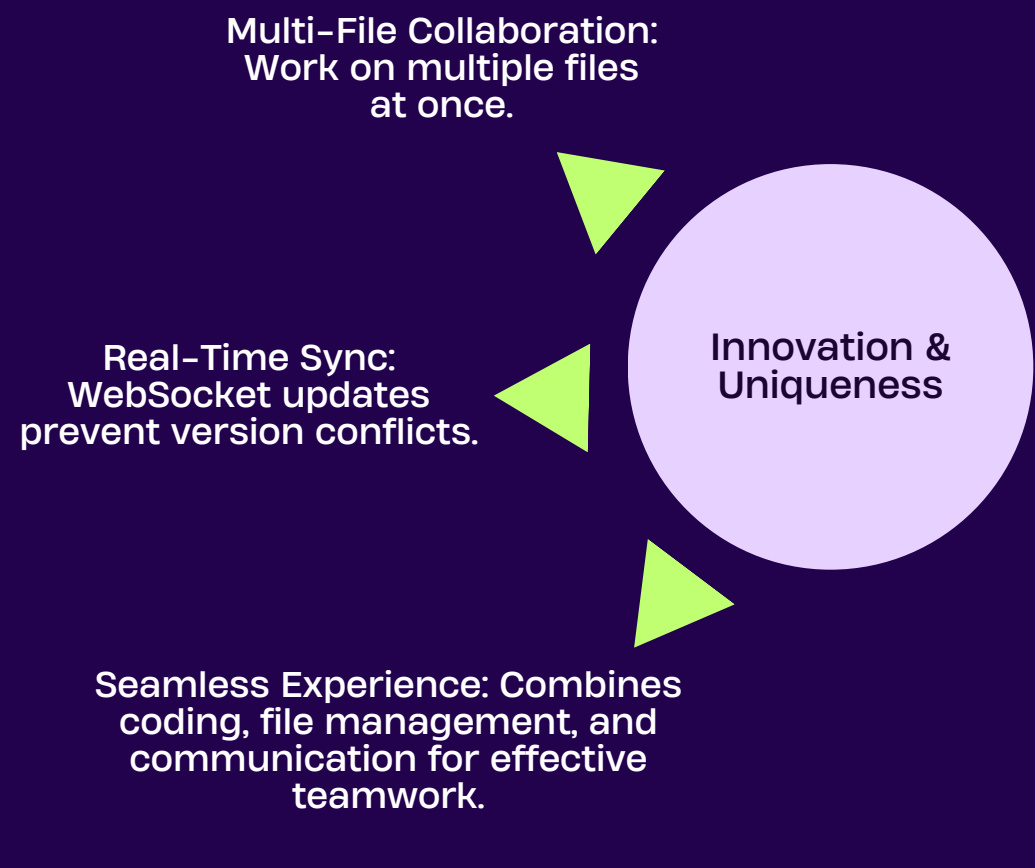 Multi-File Collaboration:
Work on multiple files
at once.
Innovation &
Uniqueness
Real-Time Sync:
WebSocket updates
prevent version conflicts.
Seamless Experience: Combines
coding, file management, and
communication for effective
teamwork.